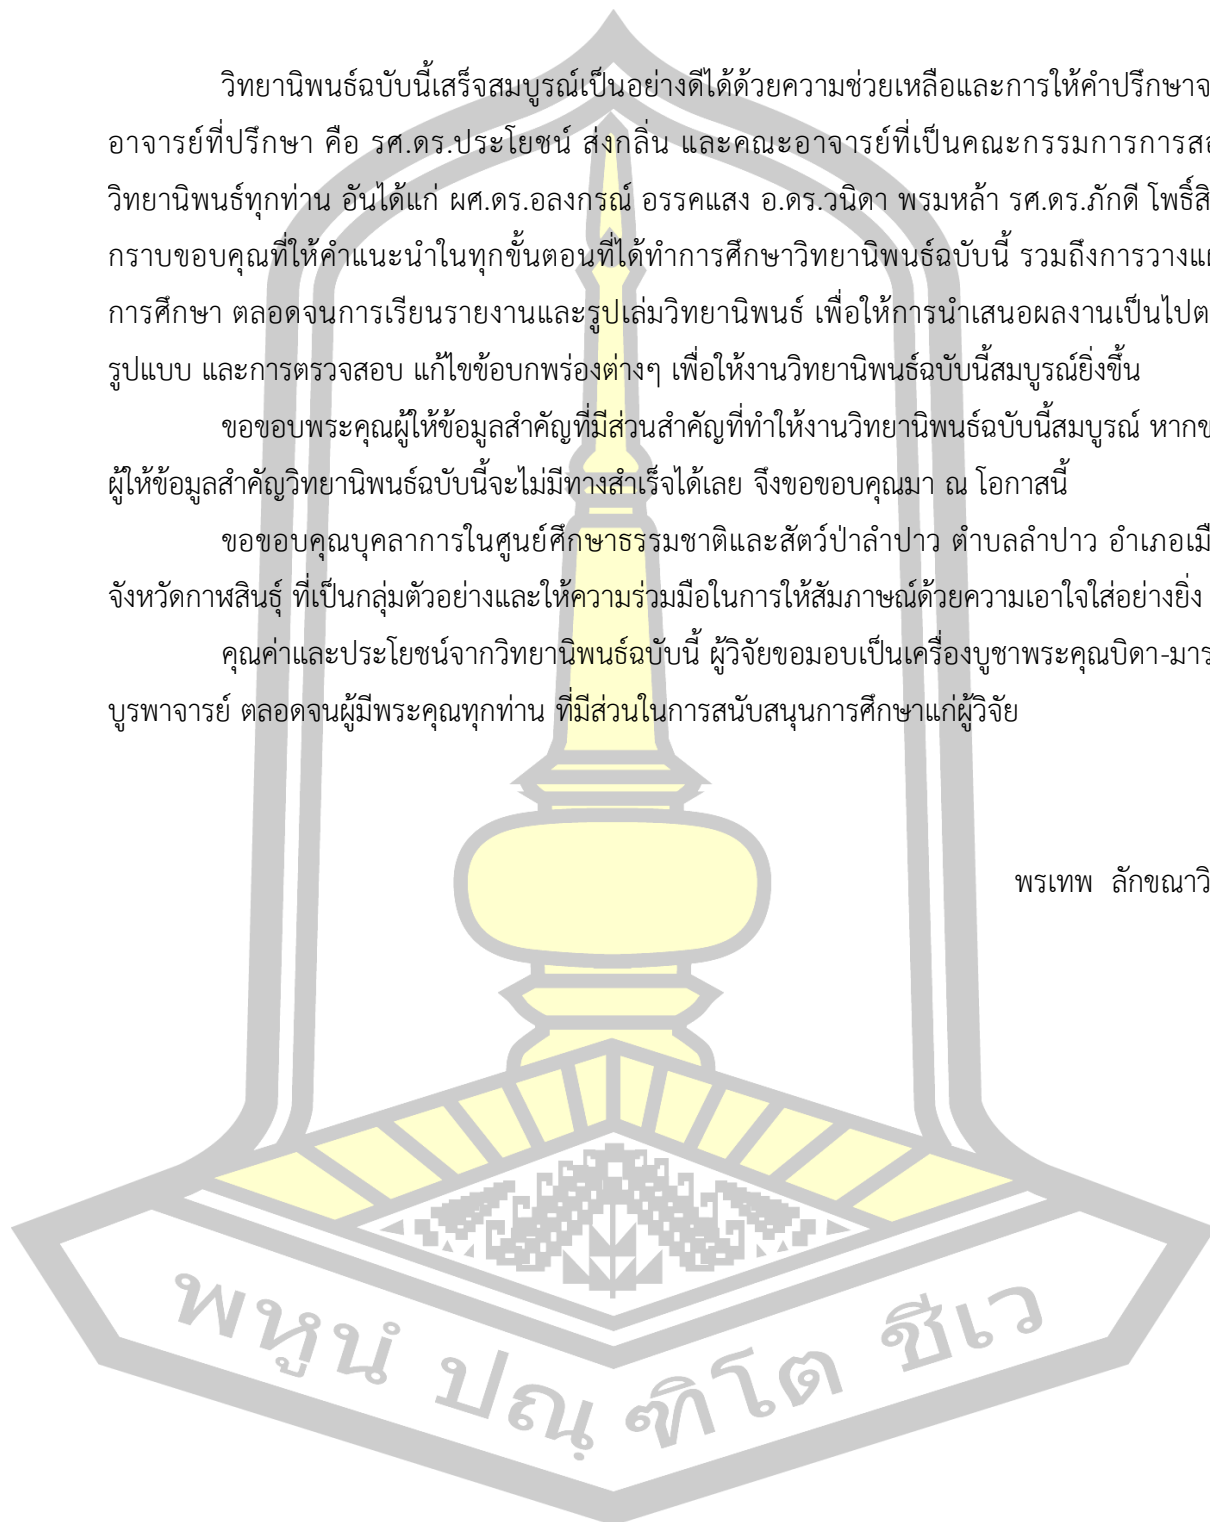 วิทยานิพนธ์ฉบับนี้เสร็จสมบูรณ์เป็นอย่างดีได้ด้วยความช่วยเหลือและการให้คำปรึกษาจ
อาจารย์ที่ปรึกษา คือ รศ.ดร.ประโยชน์ ส่งกลิ่น และคณะอาจารย์ที่เป็นคณะกรรมการการสอ
วิทยานิพนธ์ทุกท่าน อันได้แก่ ผศ.ดร.อลงกรณ์ อรรคแสง อ.ดร.วนิดา พรมหล้า รศ.ดร.ภักดี โพธิ์สิ
กราบขอบคุณที่ให้คำแนะนำในทุกขั้นตอนที่ได้ทำการศึกษาวิทยานิพนธ์ฉบับนี้ รวมถึงการวางแผ
การศึกษา ตลอดจนการเรียนรายงานและรูปเล่มวิทยานิพนธ์ เพื่อให้การนำเสนอผลงานเป็นไปต
รูปแบบ และการตรวจสอบ แก้ไขข้อบกพร่องต่างๆ เพื่อให้งานวิทยานิพนธ์ฉบับนี้สมบูรณ์ยิ่งขึ้น
ขอขอบพระคุณผู้ให้ข้อมูลสำคัญที่มีส่วนสำคัญที่ทำให้งานวิทยานิพนธ์ฉบับนี้สมบูรณ์ หากข
ผู้ให้ข้อมูลสำคัญวิทยานิพนธ์ฉบับนี้จะไม่มีทางสำเร็จได้เลย จึงขอขอบคุณมา ณ โอกาสนี้
ขอขอบคุณบุคลาการในศูนย์ศึกษาธรรมชาติและสัตว์ป่าลำปาว ตำบลลำปาว อำเภอเมื
จังหวัดกาฬสินธุ์ ที่เป็นกลุ่มตัวอย่างและให้ความร่วมมือในการให้สัมภาษณ์ด้วยความเอาใจใส่อย่างยิ่ง
คุณค่าและประโยชน์จากวิทยานิพนธ์ฉบับนี้ ผู้วิจัยขอมอบเป็นเครื่องบูชาพระคุณบิดา-มาร
บูรพาจารย์ ตลอดจนผู้มีพระคุณทุกท่าน ที่มีส่วนในการสนับสนุนการศึกษาแก่ผู้วิจัย
พรเทพ ลักขณาวิ
พหูนํ ปณฺ ฑิโต ชีเว